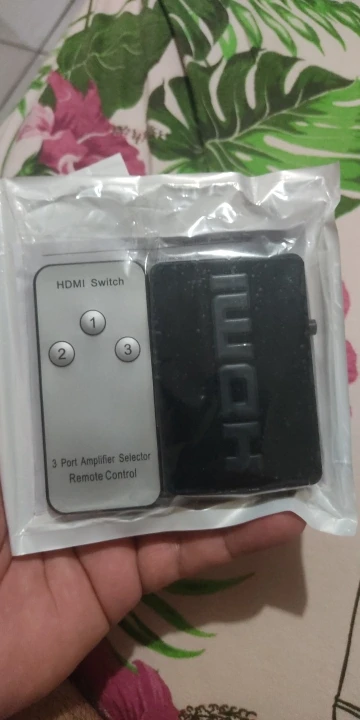 HDMI Switch
1
2
3
3 Port Amplifier Selector
Remote Control
HDMI